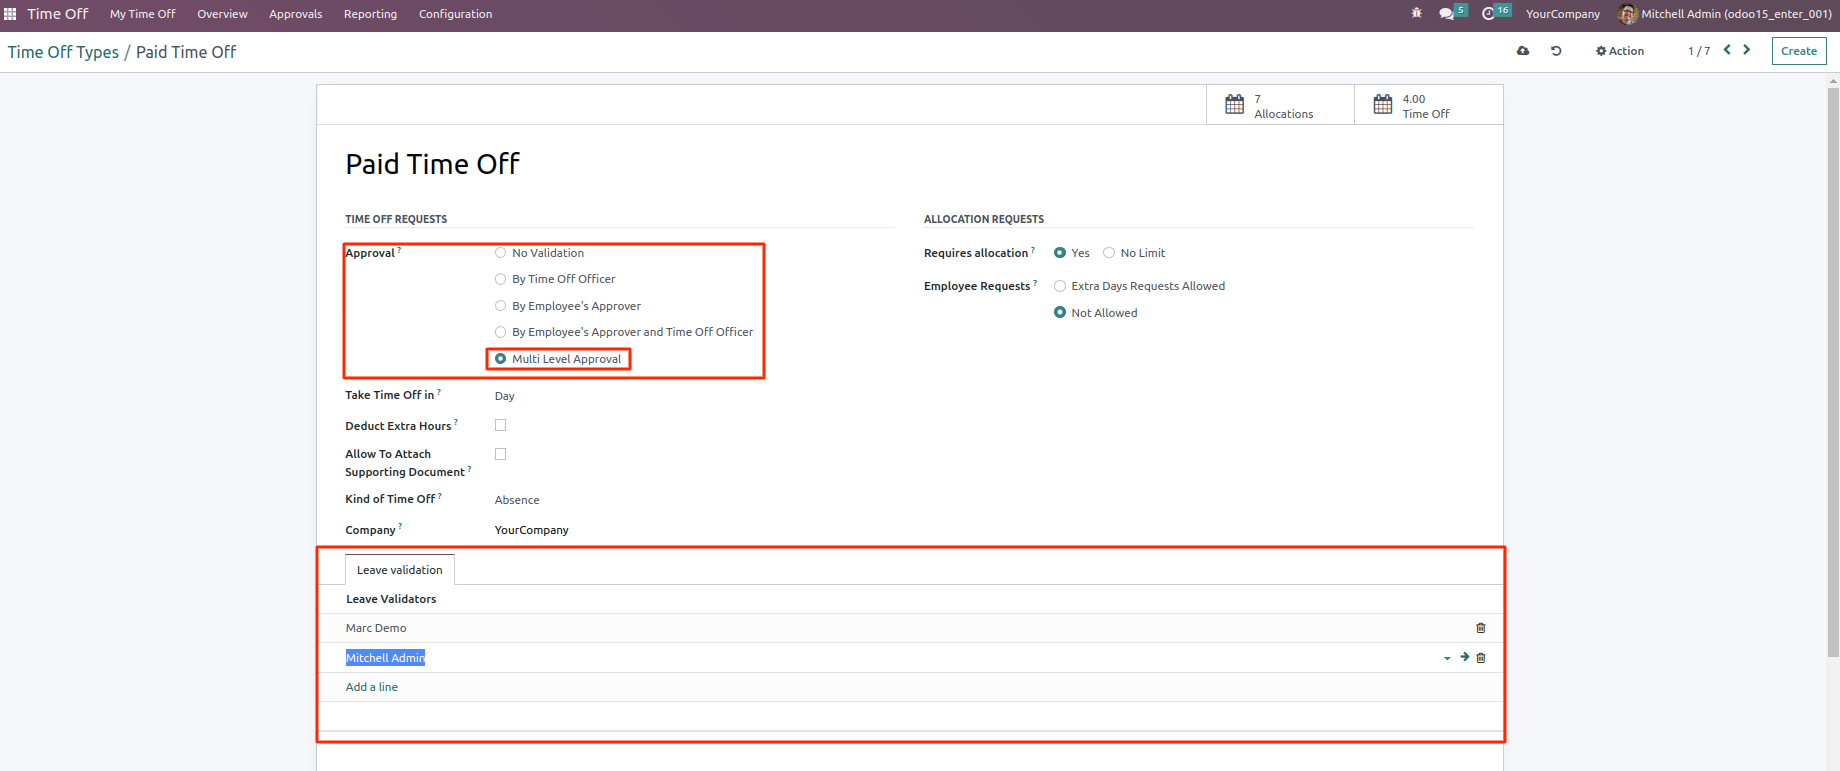 Time Off My Time Off Overview Approvals Reporting Configuration 5 16 YourCompany Mitchell Admin (odoo15_enter_001)
Time Off Types / Paid Time Off Action 1 / 7 Create
7
Allocations
4.00
Time Off
Paid Time Off
TIME OFF REQUESTS
Approval ?
No Validation
By Time Off Officer
By Employee's Approver
By Employee's Approver and Time Off Officer
Multi Level Approval
Take Time Off in ? Day
Deduct Extra Hours ?
Allow To Attach
Supporting Document ?
Kind of Time Off ? Absence
Company ? YourCompany
ALLOCATION REQUESTS
Requires allocation ? Yes No Limit
Employee Requests ? Extra Days Requests Allowed
Not Allowed
Leave validation
Leave Validators
Marc Demo
Mitchell Admin
Add a line